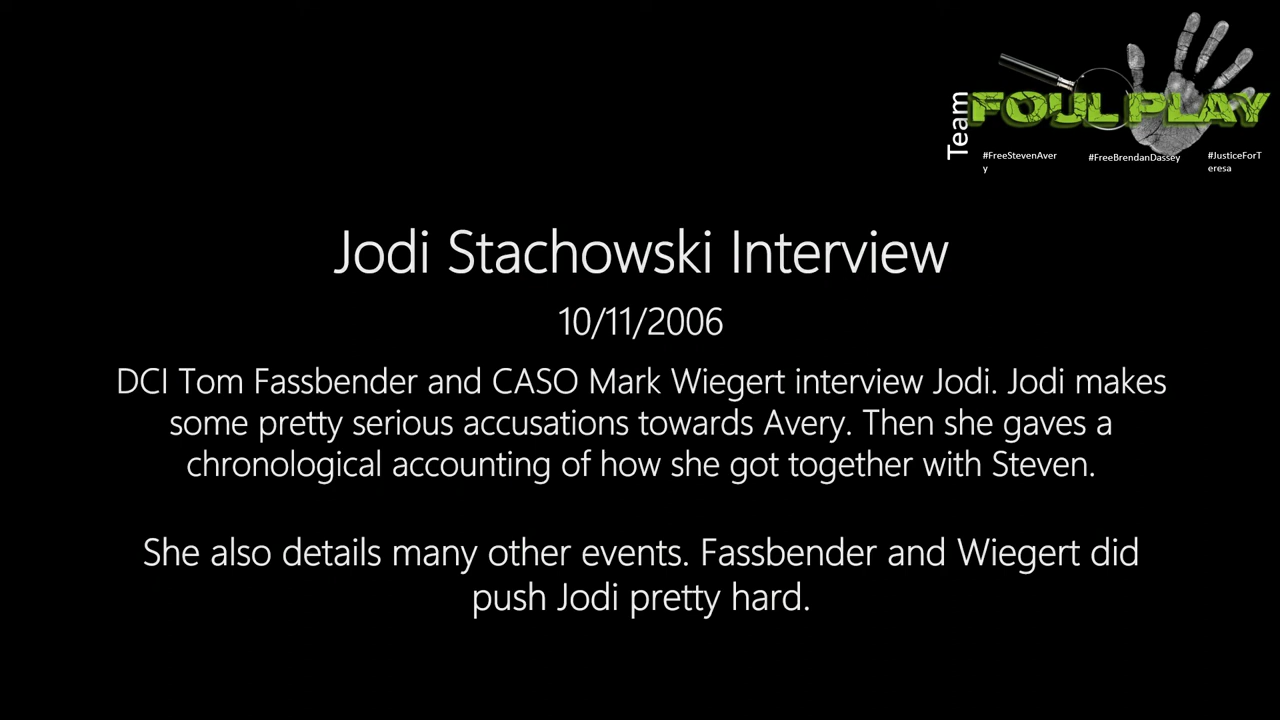 Team
FOUL PLAY
#FreeStevenAver
y
#FreeBrendanDassey
#JusticeForT
eresa
Jodi Stachowski Interview
10/11/2006
DCI Tom Fassbender and CASO Mark Wiegert interview Jodi. Jodi makes
some pretty serious accusations towards Avery. Then she gaves a
chronological accounting of how she got together with Steven.
She also details many other events. Fassbender and Wiegert did
push Jodi pretty hard.